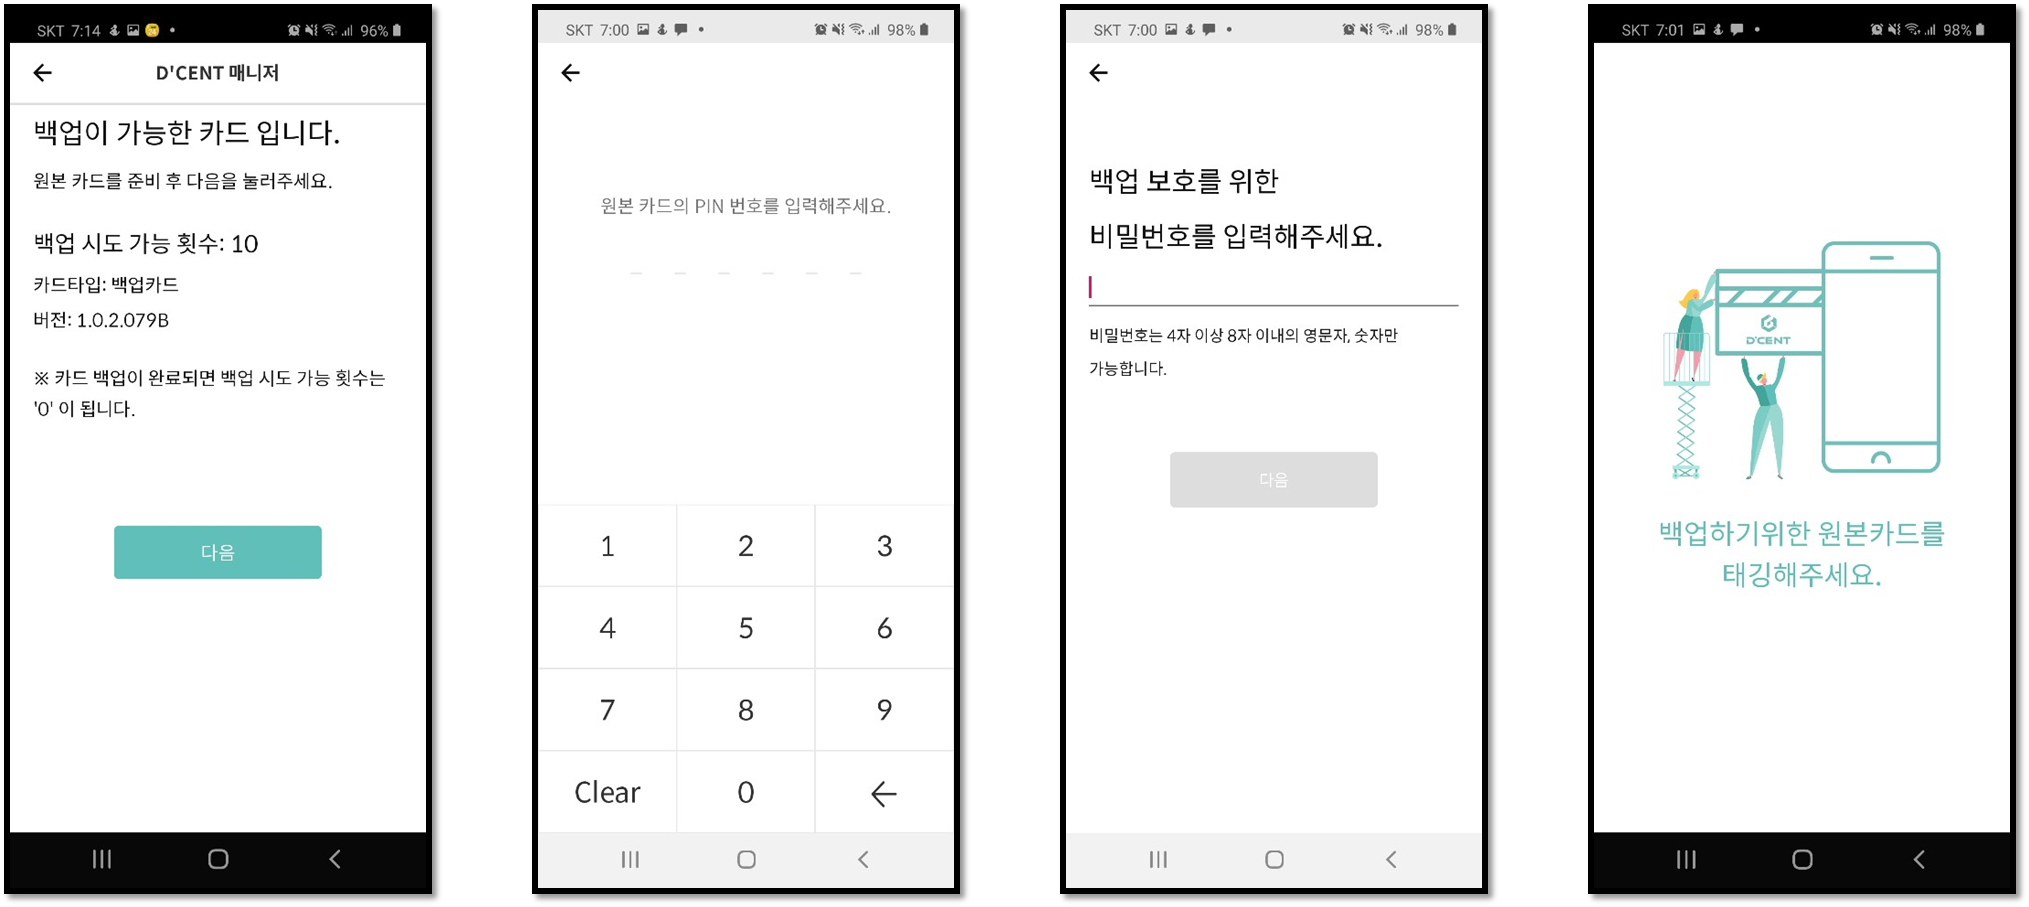 SKT 7:14
96%
D'CENT 매니저
백업이 가능한 카드 입니다.
원본 카드를 준비 후 다음을 눌러주세요.
백업 시도 가능 횟수: 10
카드타입: 백업카드
버전: 1.0.2.079B
※ 카드 백업이 완료되면 백업 시도 가능 횟수는
'0' 이 됩니다.
다음
SKT 7:00
98%
원본 카드의 PIN 번호를 입력해주세요.
1 2 3
4 5 6
7 8 9
Clear 0
SKT 7:00
98%
백업 보호를 위한
비밀번호를 입력해주세요.
비밀번호는 4자 이상 8자 이내의 영문자, 숫자만
가능합니다.
다음
SKT 7:01
98%
D'CENT
백업하기위한 원본카드를
태깅해주세요.